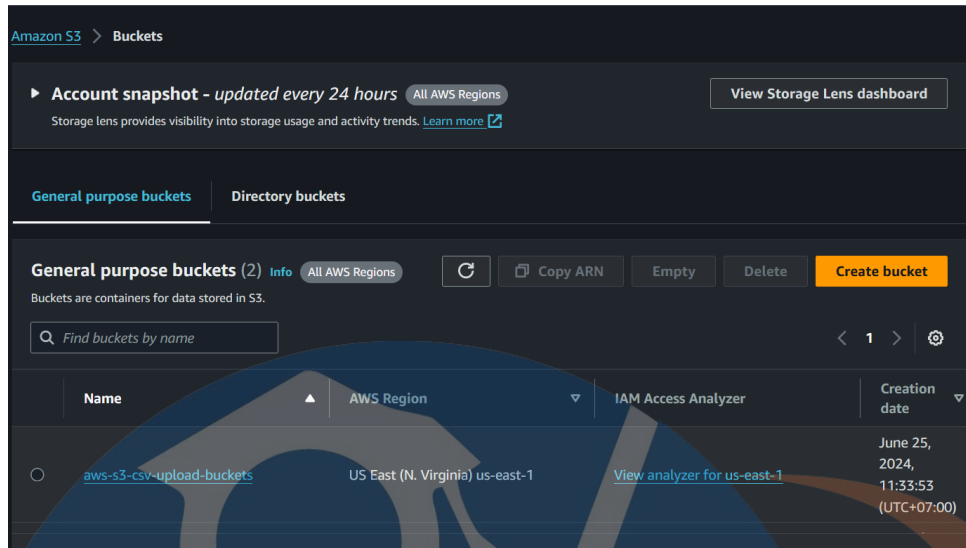 Amazon S3 > Buckets
Account snapshot - updated every 24 hours All AWS Regions
View Storage Lens dashboard
Storage lens provides visibility into storage usage and activity trends. Learn more
General purpose buckets Directory buckets
General purpose buckets (2) Info All AWS Regions
Copy ARN Empty Delete Create bucket
Buckets are containers for data stored in S3.
Find buckets by name
1
Name AWS Region IAM Access Analyzer Creation date
aws-s3-csv-upload-buckets US East (N. Virginia) us-east-1 View analyzer for us-east-1
June 25,
2024,
11:33:53
(UTC+07:00)